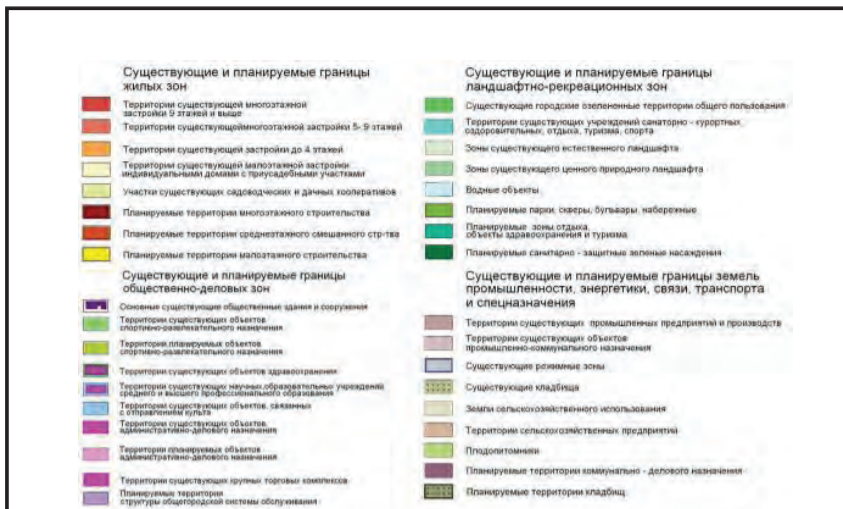 Существующие и планируемые границы
жилых зон
Территории существующей многоэтажной
застройки 9 этажей и выше
Территории существующеймногоэтажной застройки 5- 9 этажей
Территории существующей застройки до 4 этажей
Территории существующей малоэтажной застройки
индивидуальными домами с приусадебными участками
Участки существующих садоводческих и дачных кооперативов
Планируемые территории многоэтажного строительства
Планируемые территории среднеэтажного смешанного стр-тва
Планируемые территории малоэтажного строительства
Существующие и планируемые границы
общественно-деловых зон
Основные существующие общественные здания и сооружения
Территории существующих объектов
спортивно-развлекательного назначения
Территории планируемых объектов
спортивно-развлекательного назначения
Территории существующих объектов здравоохранения
Территории существующих научных,образовательных учреждений
среднего и высшего профессионального образования
Территории существующих объектов, связанных
с отправлением культа
Территории существующих объектов,
административно-делового назначения
Территории планируемых объектов
административно-делового назначения
Территории существующих крупных торговых комплексов
Планируемые территории
структуры общегородской системы обслуживания
Существующие и планируемые границы
ландшафтно-рекреационных зон
Существующие городские озелененные территории общего пользования
Территории существующих учреждений санаторно - курортных,
оздоровительных, отдыха, туризма, спорта
Зоны существующего естественного ландшафта
Зоны существующего ценного природного ландшафта
Водные объекты
Планируемые парки, скверы, бульвары, набережные
Планируемые зоны отдыха,
объекты здравоохранения и туризма
Планируемые санитарно - защитные зеленые насаждения
Существующие и планируемые границы земель
промышленности, энергетики, связи, транспорта
и спецназначения
Территории существующих промышленных предприятий и производств
Территории существующих объектов
промышленно-коммунального назначения
Существующие режимные зоны
Существующие кладбища
Земли сельскохозяйственного использования
Территории сельскохозяйственных предприятий
Плодопитомники
Планируемые территории коммунально - делового назначения
Планируемые территории кладбищ